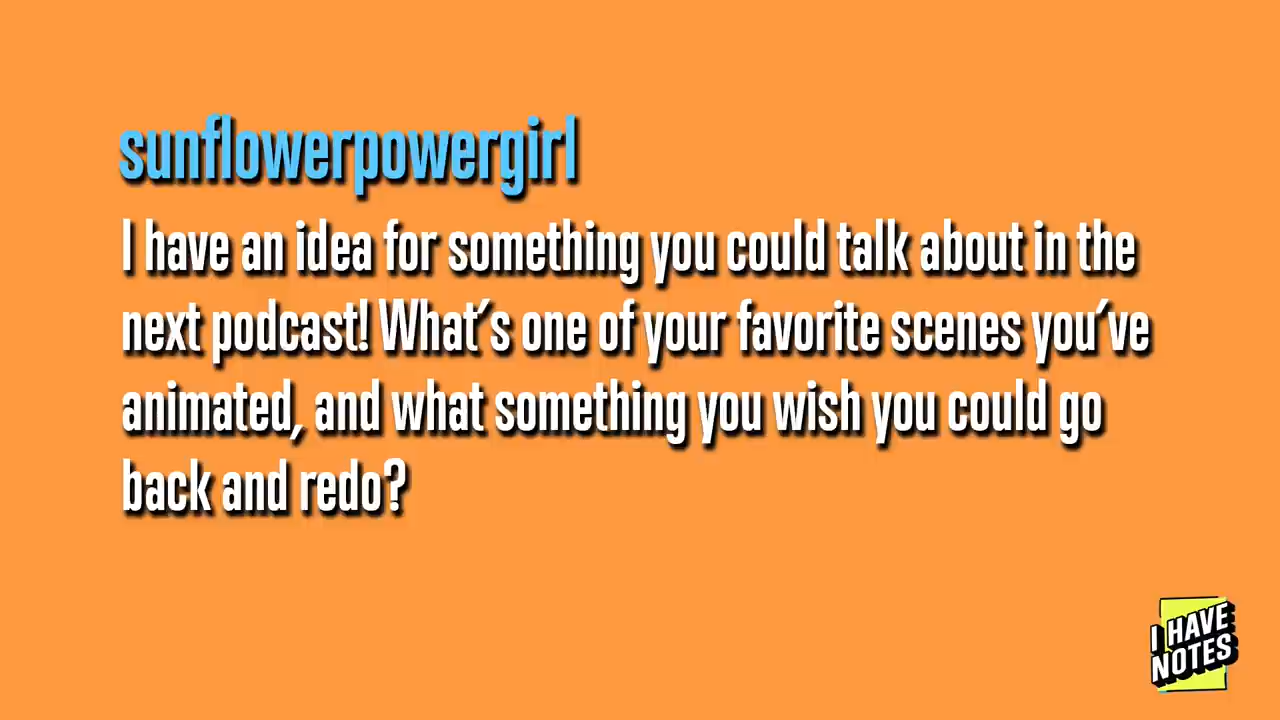 sunflowerpowergirl
I have an idea for something you could talk about in the
next podcast! What's one of your favorite scenes you've
animated, and what something you wish you could go
back and redo?
I HAVE
NOTES